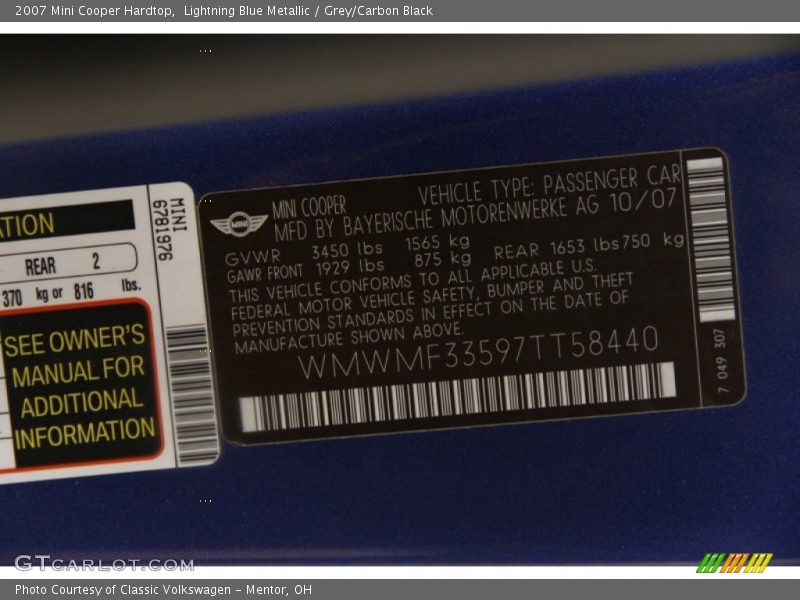 2007 Mini Cooper Hardtop,  Lightning Blue Metallic / Grey/Carbon Black
ATION
REAR 2
370 kg or 816 lbs.
SEE OWNER'S
MANUAL FOR
ADDITIONAL
INFORMATION
MINI
6781976
MINI
MINI COOPER VEHICLE TYPE: PASSENGER CAR
MFD BY BAYERISCHE MOTORENWERKE AG 10/07
GVWR 3450 lbs 1565 kg
GAWR FRONT 1929 lbs 875 kg REAR 1653 lbs 750 kg
THIS VEHICLE CONFORMS TO ALL APPLICABLE U.S.
FEDERAL MOTOR VEHICLE SAFETY, BUMPER AND THEFT
PREVENTION STANDARDS IN EFFECT ON THE DATE OF
MANUFACTURE SHOWN ABOVE.
WMWMF33597TT58440
7 049 307
GTcarlot.com
Photo Courtesy of Classic Volkswagen - Mentor, OH